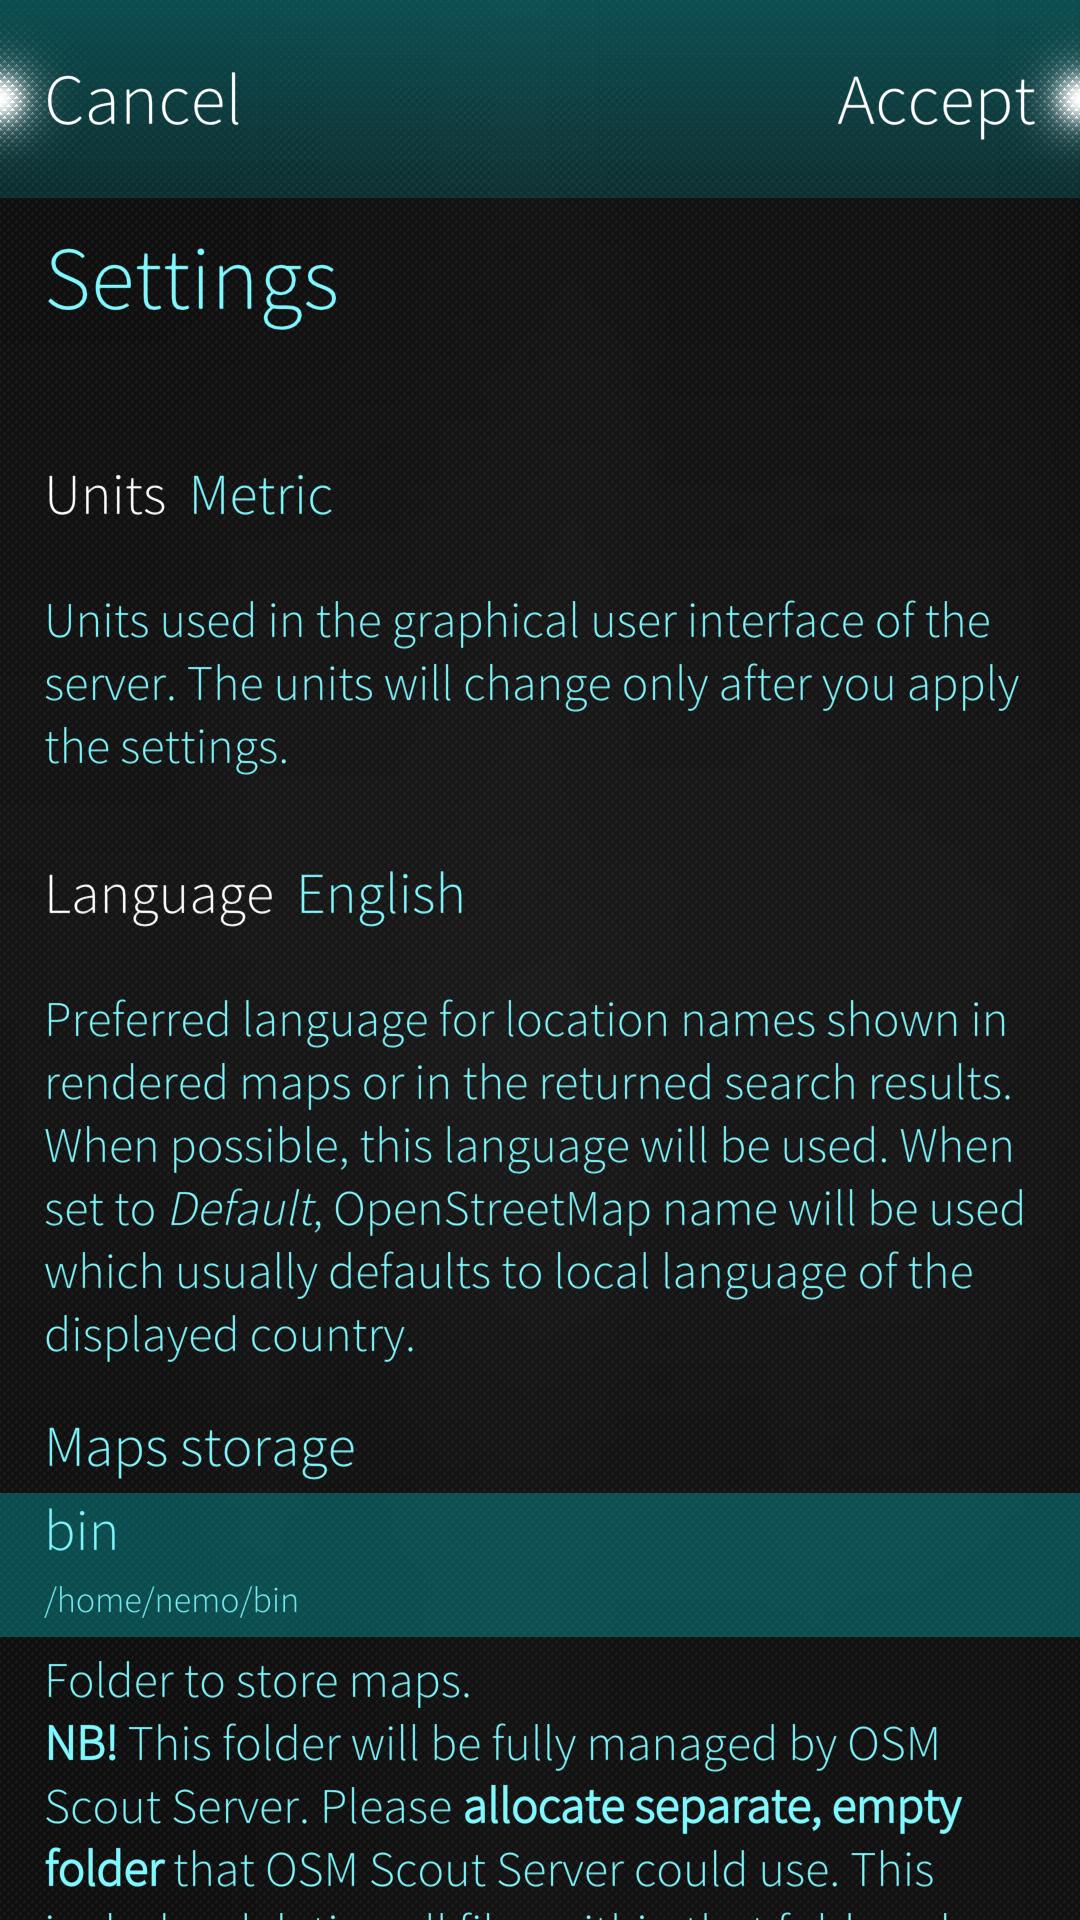 Cancel
Accept
Settings
Units Metric
Units used in the graphical user interface of the
server. The units will change only after you apply
the settings.
Language English
Preferred language for location names shown in
rendered maps or in the returned search results.
When possible, this language will be used. When
set to Default, OpenStreetMap name will be used
which usually defaults to local language of the
displayed country.
Maps storage
bin
/home/nemo/bin
Folder to store maps.
NB! This folder will be fully managed by OSM
Scout Server. Please allocate separate, empty
folder that OSM Scout Server could use. This